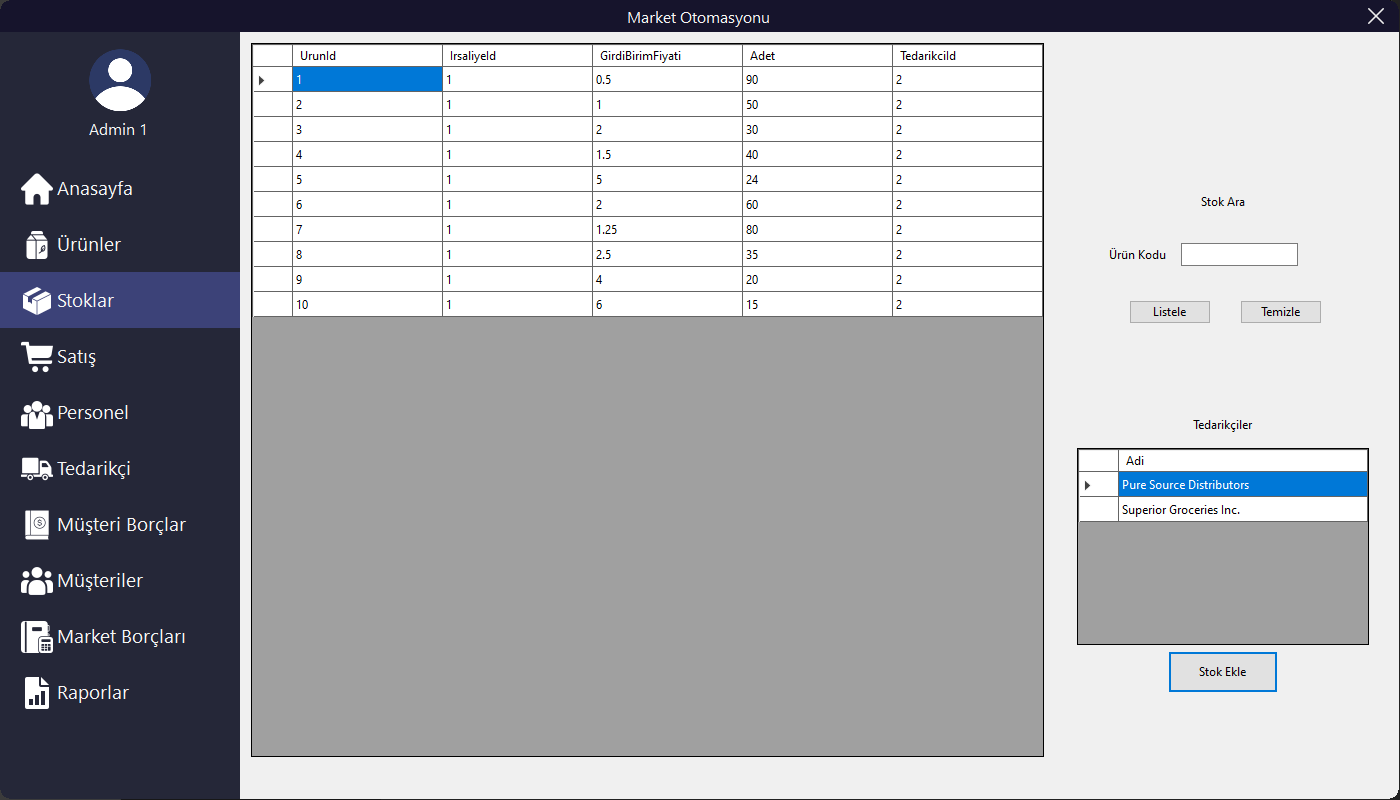 Market Otomasyonu
Admin 1
Anasayfa
Ürünler
Stoklar
Satış
Personel
Tedarikçi
Müşteri Borçlar
Müşteriler
Market Borçları
Raporlar
UrunId IrsaliyeId GirdiBirimFiyati Adet TedarikciId
1 1 0.5 90 2
2 1 1 50 2
3 1 2 30 2
4 1 1.5 40 2
5 1 5 24 2
6 1 2 60 2
7 1 1.25 80 2
8 1 2.5 35 2
9 1 4 20 2
10 1 6 15 2
Stok Ara
Ürün Kodu
Listele Temizle
Tedarikçiler
Adi
Pure Source Distributors
Superior Groceries Inc.
Stok Ekle